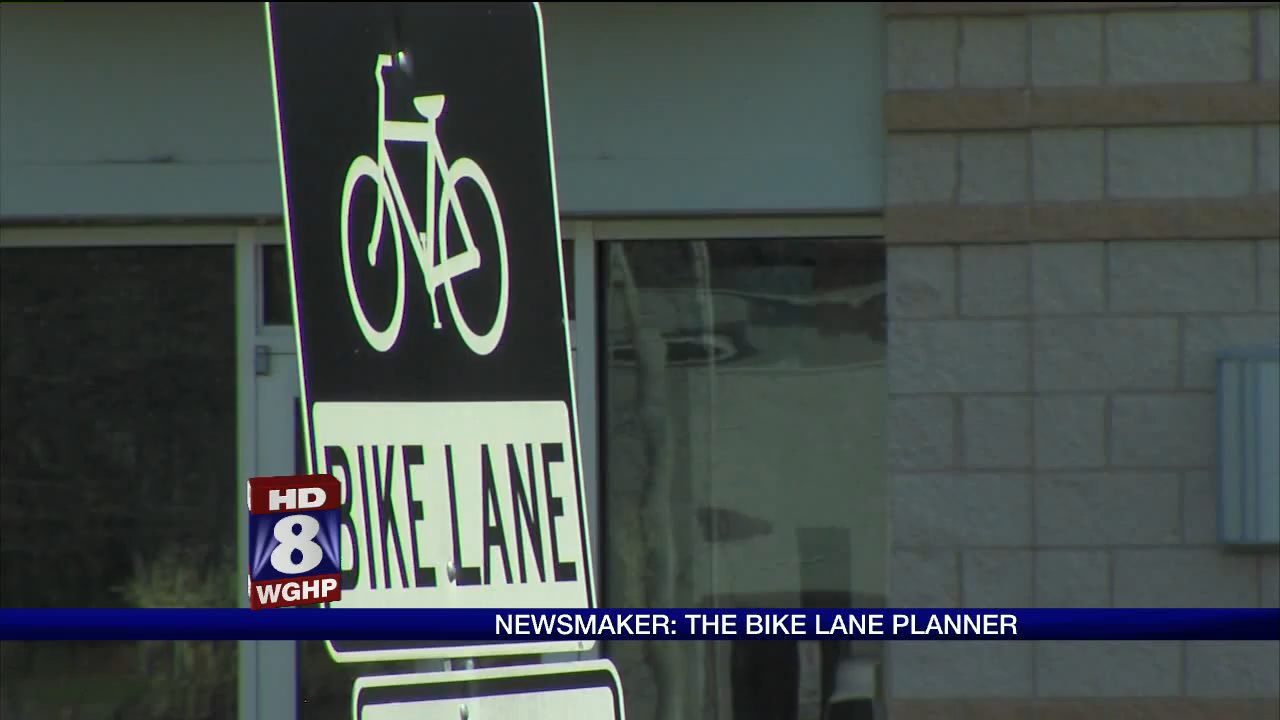 BIKE LANE
HD
8
WGHP
NEWSMAKER: THE BIKE LANE PLANNER